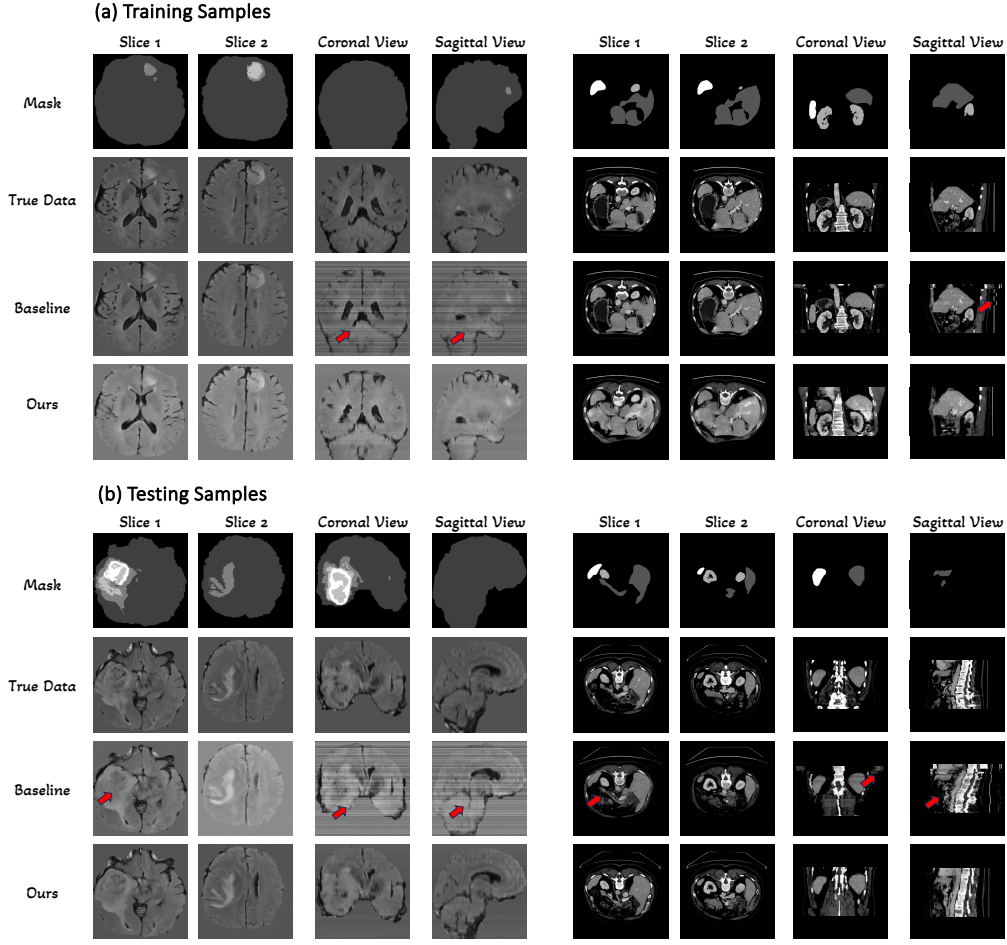 (a) Training Samples
Slice 1 Slice 2 Coronal View Sagittal View Slice 1 Slice 2 Coronal View Sagittal View
Mask
True Data
Baseline
Ours
(b) Testing Samples
Slice 1 Slice 2 Coronal View Sagittal View Slice 1 Slice 2 Coronal View Sagittal View
Mask
True Data
Baseline
Ours